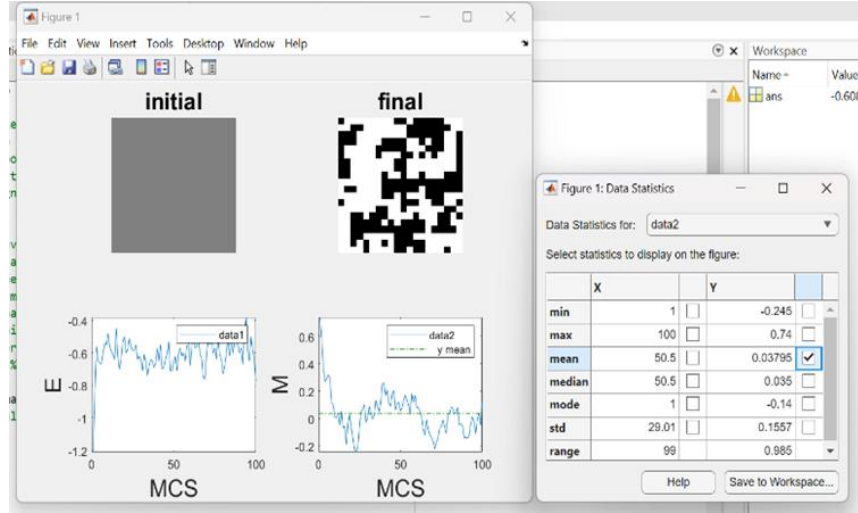 Figure 1
File Edit View Insert Tools Desktop Window Help
Workspace
Name
Value
ans
-0.608
initial
final
Figure 1: Data Statistics
Data Statistics for: data2
Select statistics to display on the figure:
X Y
min 1 -0.245
max 100 0.74
mean 50.5 0.03795
median 50.5 0.035
mode 1 -0.14
std 29.01 0.1557
range 99 0.985
Help Save to Workspace...
-0.4
-0.6
-0.8
-1
-1.2
E
data1
0 50 100
MCS
0.6
0.4
0.2
0
-0.2
M
data2
y mean
0 50 100
MCS